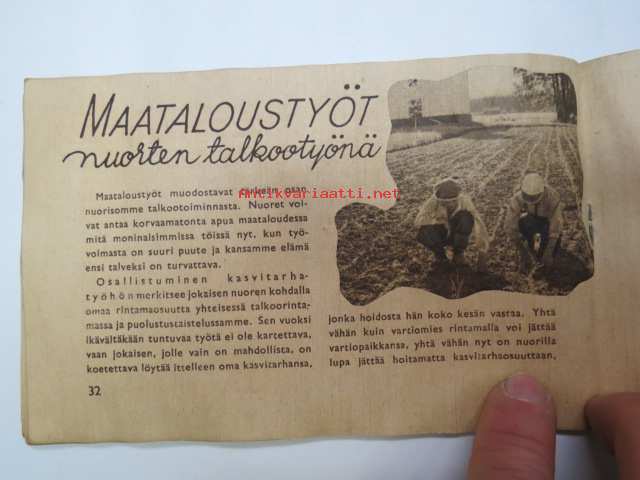 MAATALOUSTYÖT
nuorten talkootyönä
Maataloustyöt muodostavat tärkeän osan
nuorisomme talkootoiminnasta. Nuoret voi-
vat antaa korvaamatonta apua maataloudessa
mitä moninaisimmissa töissä nyt, kun työ-
voimasta on suuri puute ja kansamme elämä
ensi talveksi on turvattava.
Osallistuminen kasvitarha-
työhön merkitsee jokaisen nuoren kohdalla
omaa rintamaosuutta yhteisessä talkoorinta-
massa ja puolustustaistelussamme. Sen vuoksi
ikävältäkään tuntuvaa työtä ei ole kartettava,
vaan jokaisen, jolle vain on mahdollista, on
koetettava löytää itselleen oma kasvitarhansa,
32
jonka hoidosta hän koko kesän vastaa. Yhtä
vähän kuin vartiomies rintamalla voi jättää
vartiopaikkansa, yhtä vähän nyt on nuorilla
lupa jättää hoitamatta kasvitarhaosuuttaan,
antikvariaatti.net